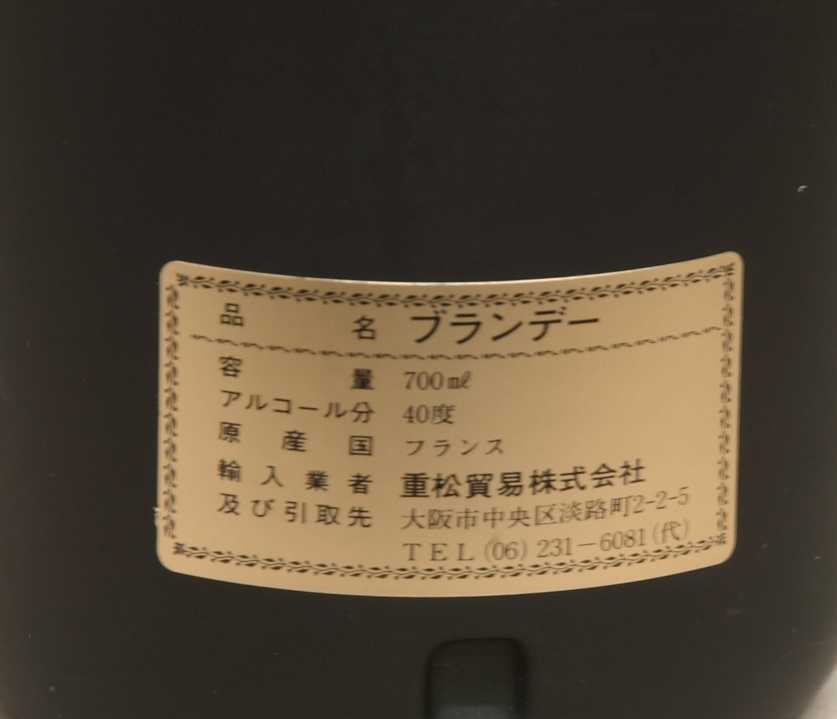 品名 ブランデー
容量 700㎖
アルコール分 40度
原産国 フランス
輸入業者 重松貿易株式会社
及び引取先 大阪市中央区淡路町2-2-5
TEL(06)231-6081(代)